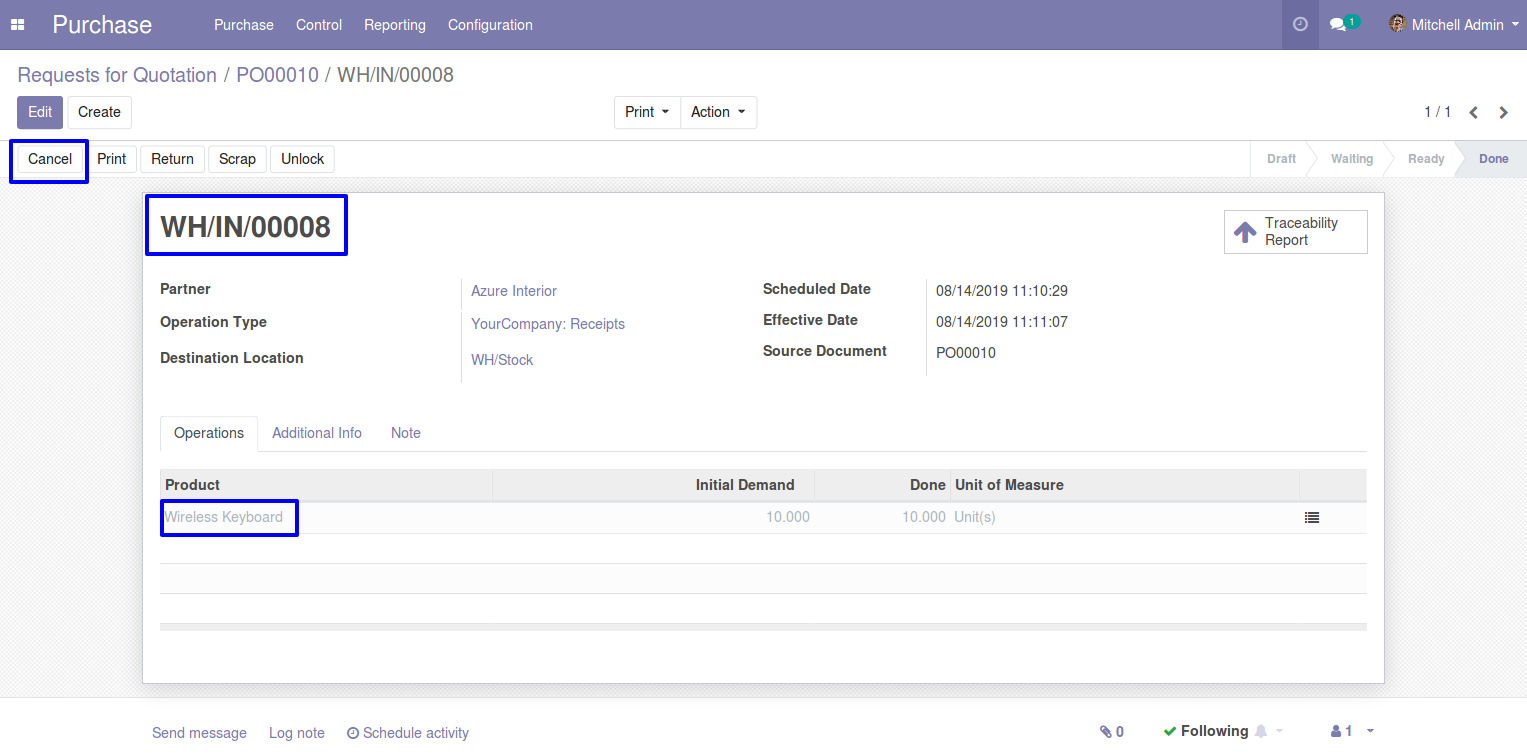 Purchase Purchase Control Reporting Configuration 1 Mitchell Admin
Requests for Quotation / PO00010 / WH/IN/00008
Edit Create Print Action 1 / 1
Cancel Print Return Scrap Unlock Draft Waiting Ready Done
WH/IN/00008
Traceability
Report
Partner Azure Interior Scheduled Date 08/14/2019 11:10:29
Operation Type YourCompany: Receipts Effective Date 08/14/2019 11:11:07
Destination Location WH/Stock Source Document PO00010
Operations Additional Info Note
Product Initial Demand Done Unit of Measure
Wireless Keyboard 10.000 10.000 Unit(s)
Send message Log note Schedule activity 0 Following 1